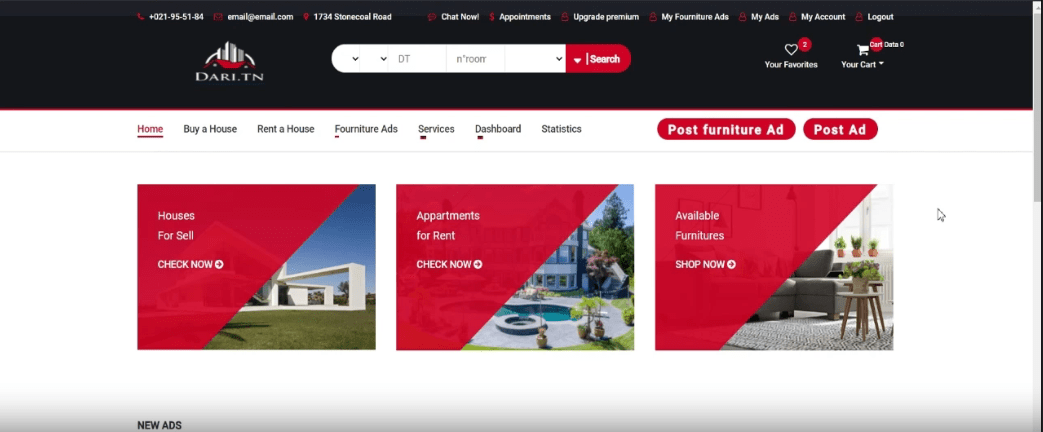 +021-95-51-84 email@email.com 1734 Stonecoal Road Chat Now! Appointments Upgrade premium My Fourniture Ads My Ads My Account Logout
DARI.TN
DT n°room Search
2
Your Favorites
Cart Data 0
Your Cart
Home Buy a House Rent a House Fourniture Ads Services Dashboard Statistics Post furniture Ad Post Ad
Houses
For Sell
CHECK NOW
Appartments
for Rent
CHECK NOW
Available
Furnitures
SHOP NOW
NEW ADS